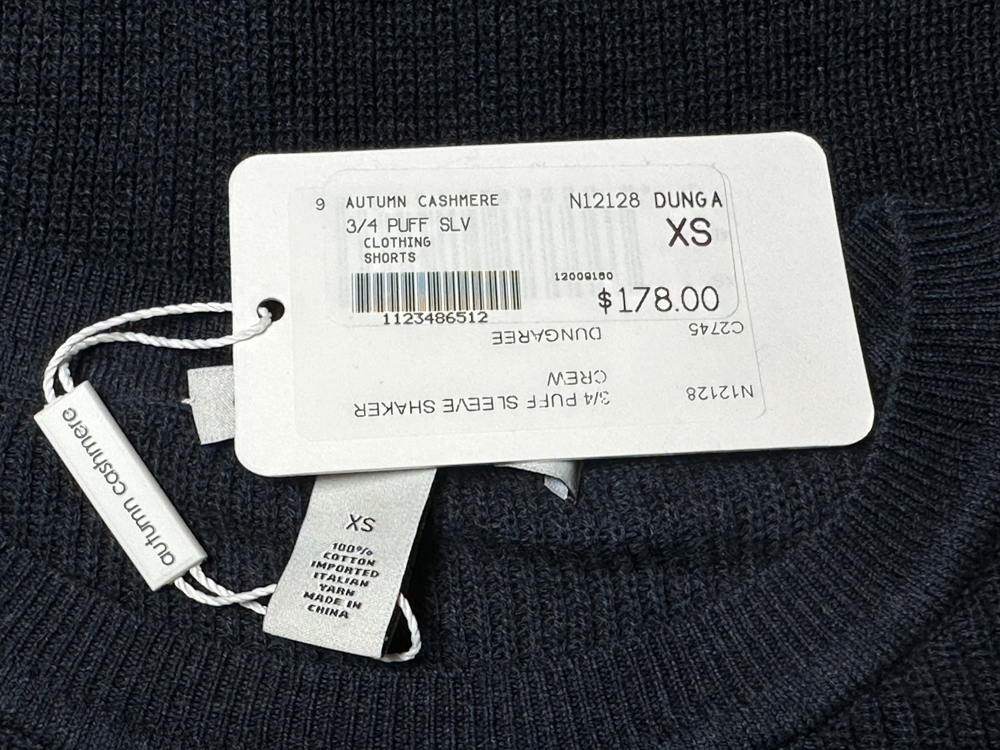 9 AUTUMN CASHMERE N12128 DUNGA
3/4 PUFF SLV XS
CLOTHING
SHORTS
12009160
$178.00
1123486512
N12128 3/4 PUFF SLEEVE SHAKER
CREW
C2745 DUNGAREE
autumn cashmere
XS
100%
COTTON
IMPORTED
ITALIAN
YARN
MADE IN
CHINA